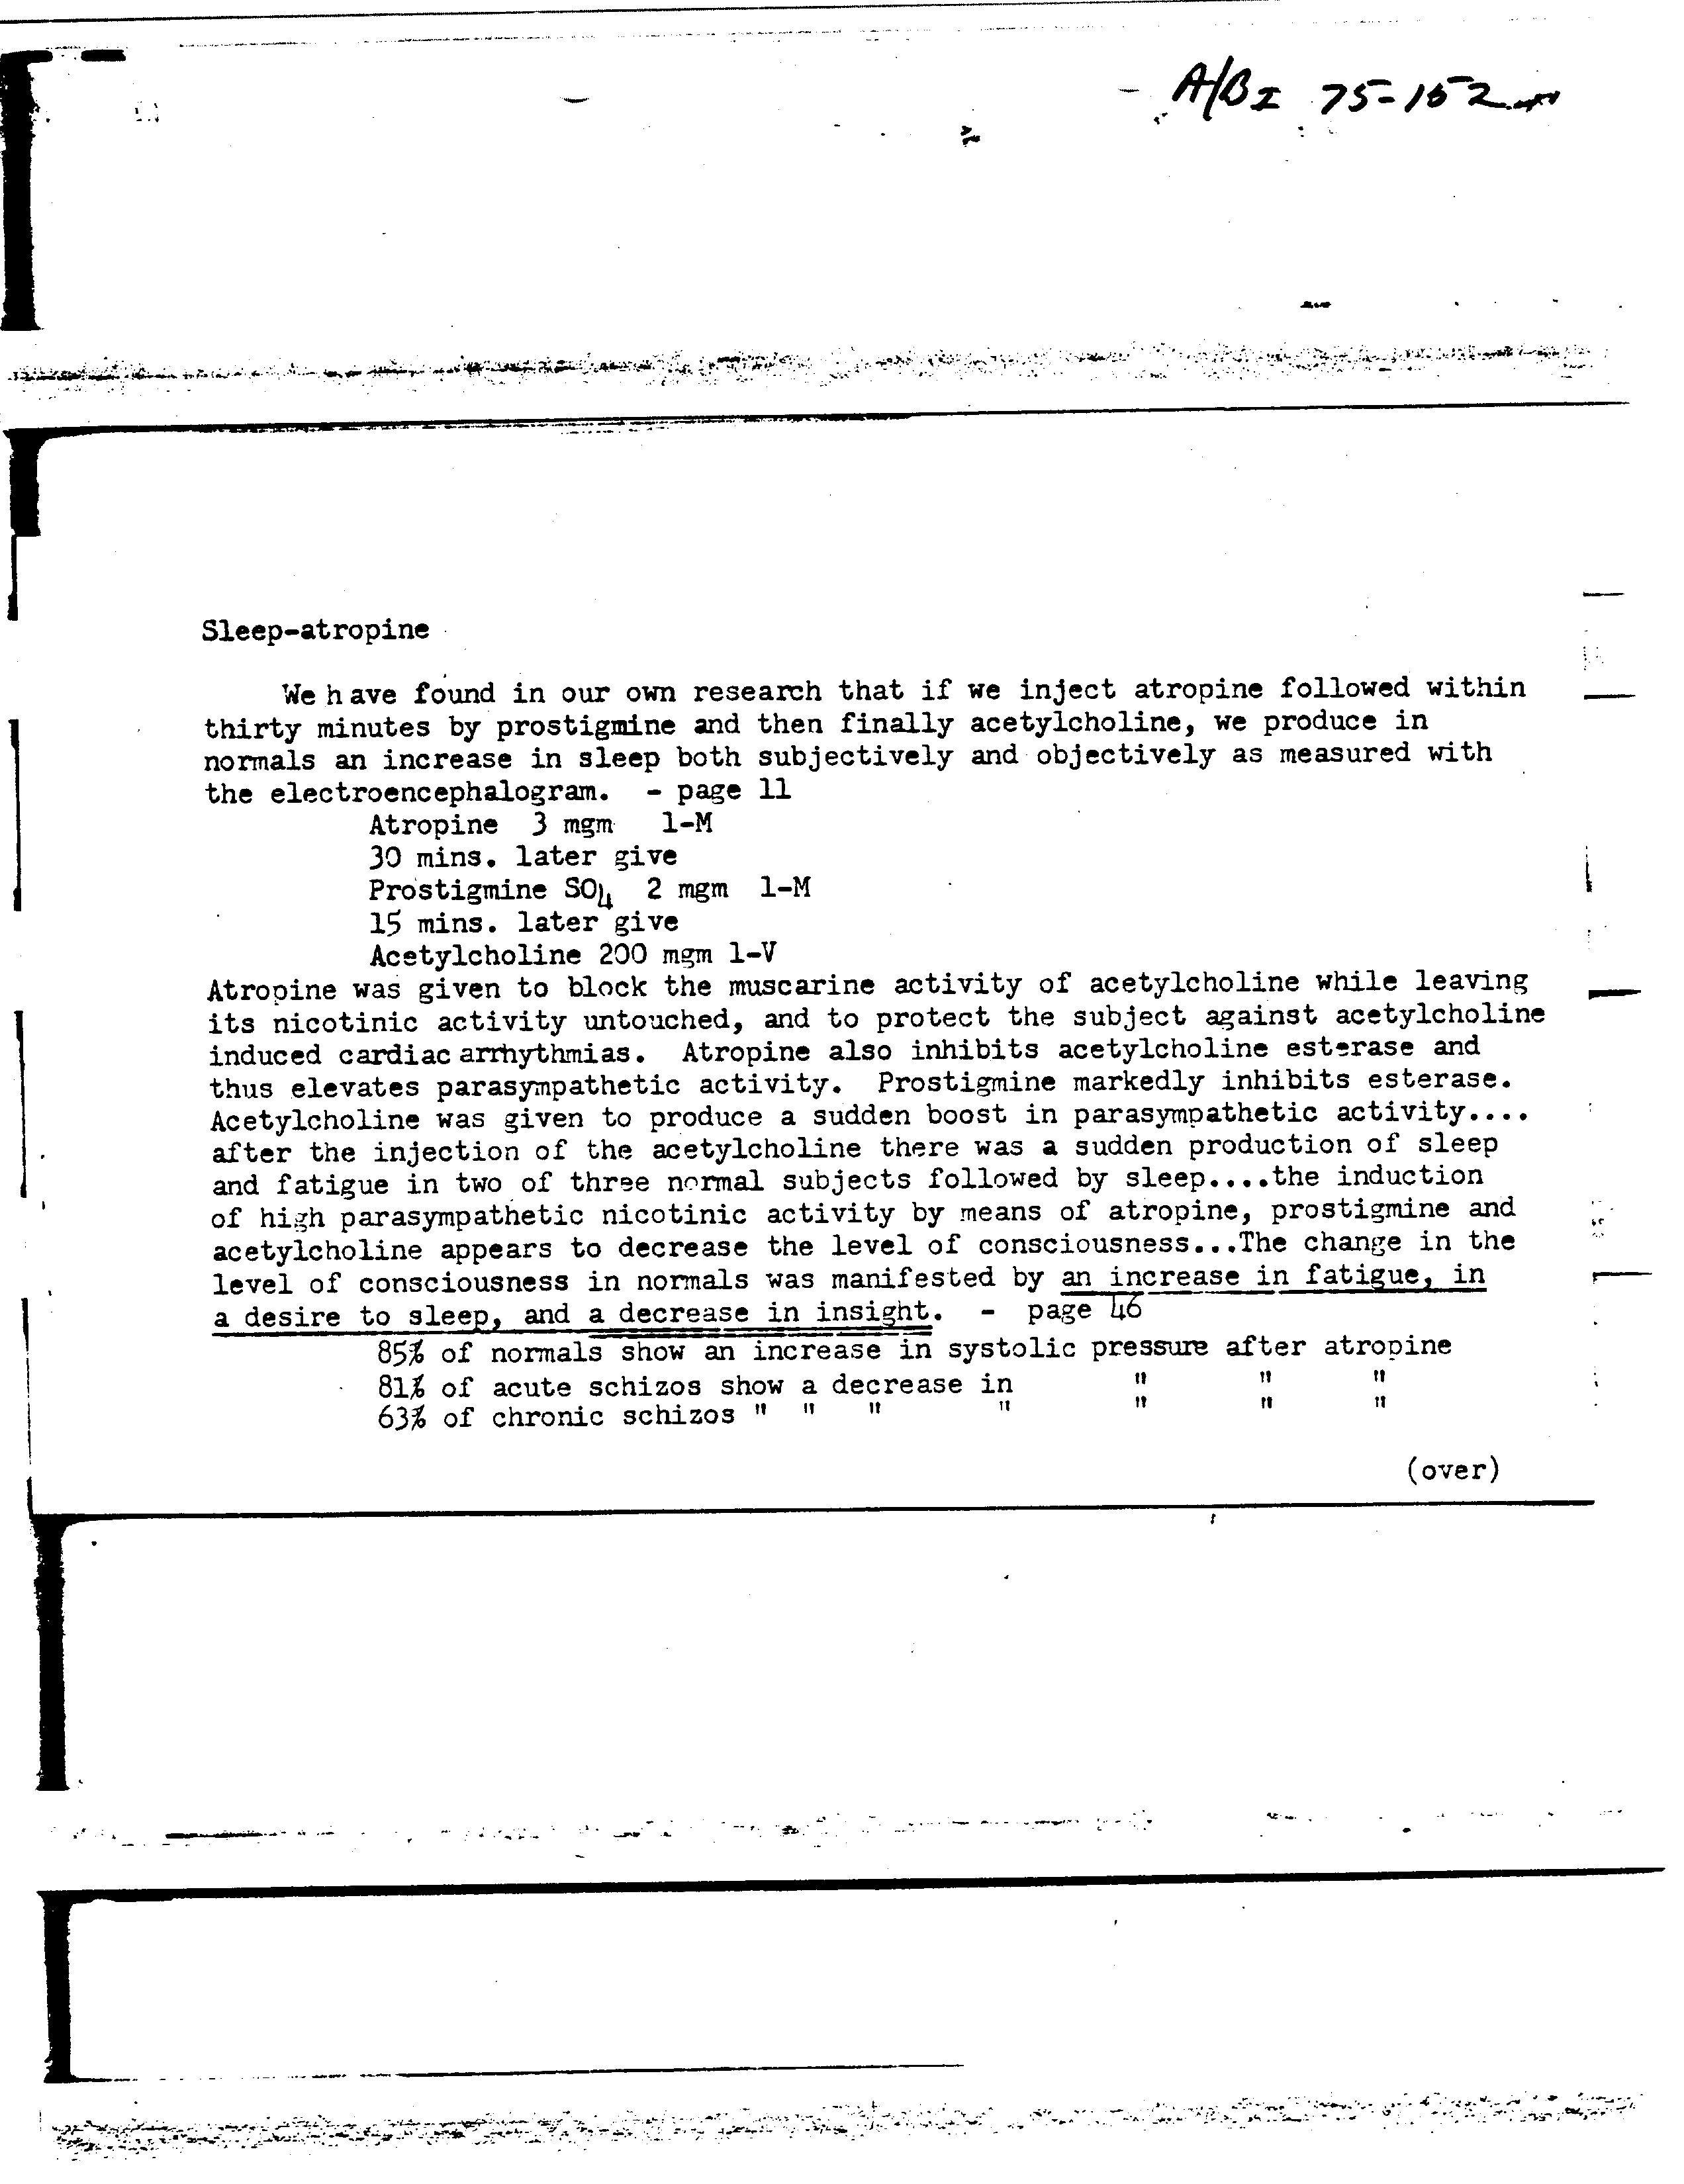 A/B I 75-152
Sleep-atropine
We have found in our own research that if we inject atropine followed within
thirty minutes by prostigmine and then finally acetylcholine, we produce in
normals an increase in sleep both subjectively and objectively as measured with
the electroencephalogram. - page 11
Atropine 3 mgm 1-M
30 mins. later give
Prostigmine SO4 2 mgm 1-M
15 mins. later give
Acetylcholine 200 mgm 1-V
Atropine was given to block the muscarine activity of acetylcholine while leaving
its nicotinic activity untouched, and to protect the subject against acetylcholine
induced cardiac arrhythmias. Atropine also inhibits acetylcholine esterase and
thus elevates parasympathetic activity. Prostigmine markedly inhibits esterase.
Acetylcholine was given to produce a sudden boost in parasympathetic activity....
after the injection of the acetylcholine there was a sudden production of sleep
and fatigue in two of three normal subjects followed by sleep....the induction
of high parasympathetic nicotinic activity by means of atropine, prostigmine and
acetylcholine appears to decrease the level of consciousness...The change in the
level of consciousness in normals was manifested by an increase in fatigue, in
a desire to sleep, and a decrease in insight. - page 46
85% of normals show an increase in systolic pressure after atropine
81% of acute schizos show a decrease in " " "
63% of chronic schizos " " " " " " "
(over)